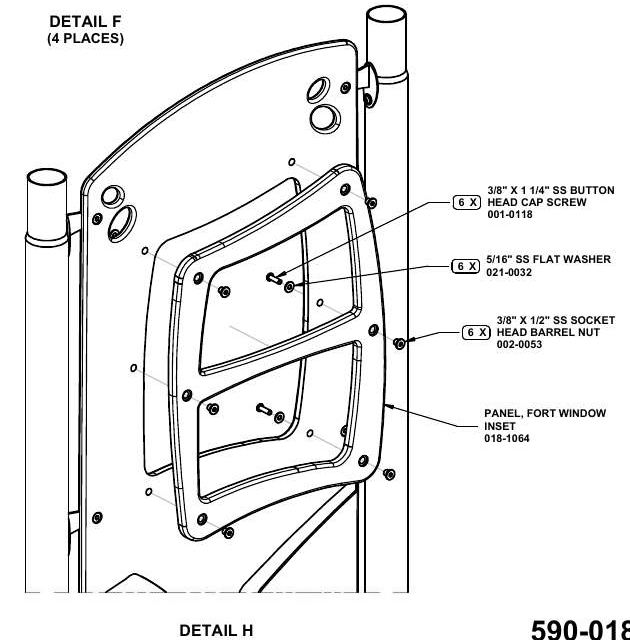 DETAIL F
(4 PLACES)
6 X
3/8" X 1 1/4" SS BUTTON
HEAD CAP SCREW
001-0118
6 X
5/16" SS FLAT WASHER
021-0032
6 X
3/8" X 1/2" SS SOCKET
HEAD BARREL NUT
002-0053
PANEL, FORT WINDOW
INSET
018-1064
DETAIL H
590-018